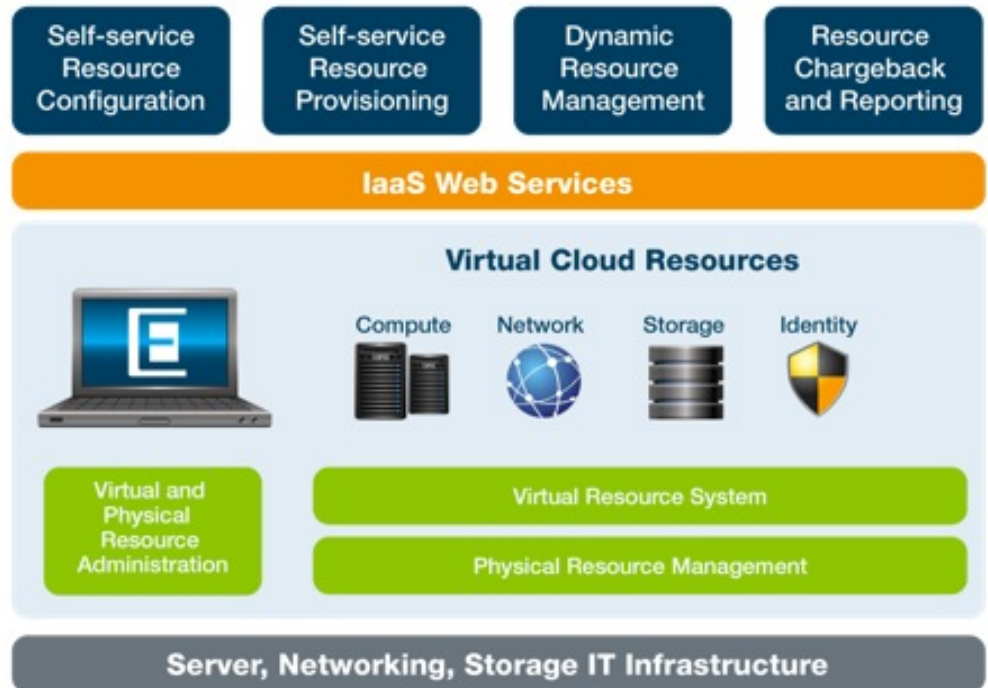 Self-service
Resource
Configuration
Self-service
Resource
Provisioning
Dynamic
Resource
Management
Resource
Chargeback
and Reporting
IaaS Web Services
Virtual Cloud Resources
Compute
Network
Storage
Identity
E
Virtual and
Physical
Resource
Administration
Virtual Resource System
Physical Resource Management
Server, Networking, Storage IT Infrastructure